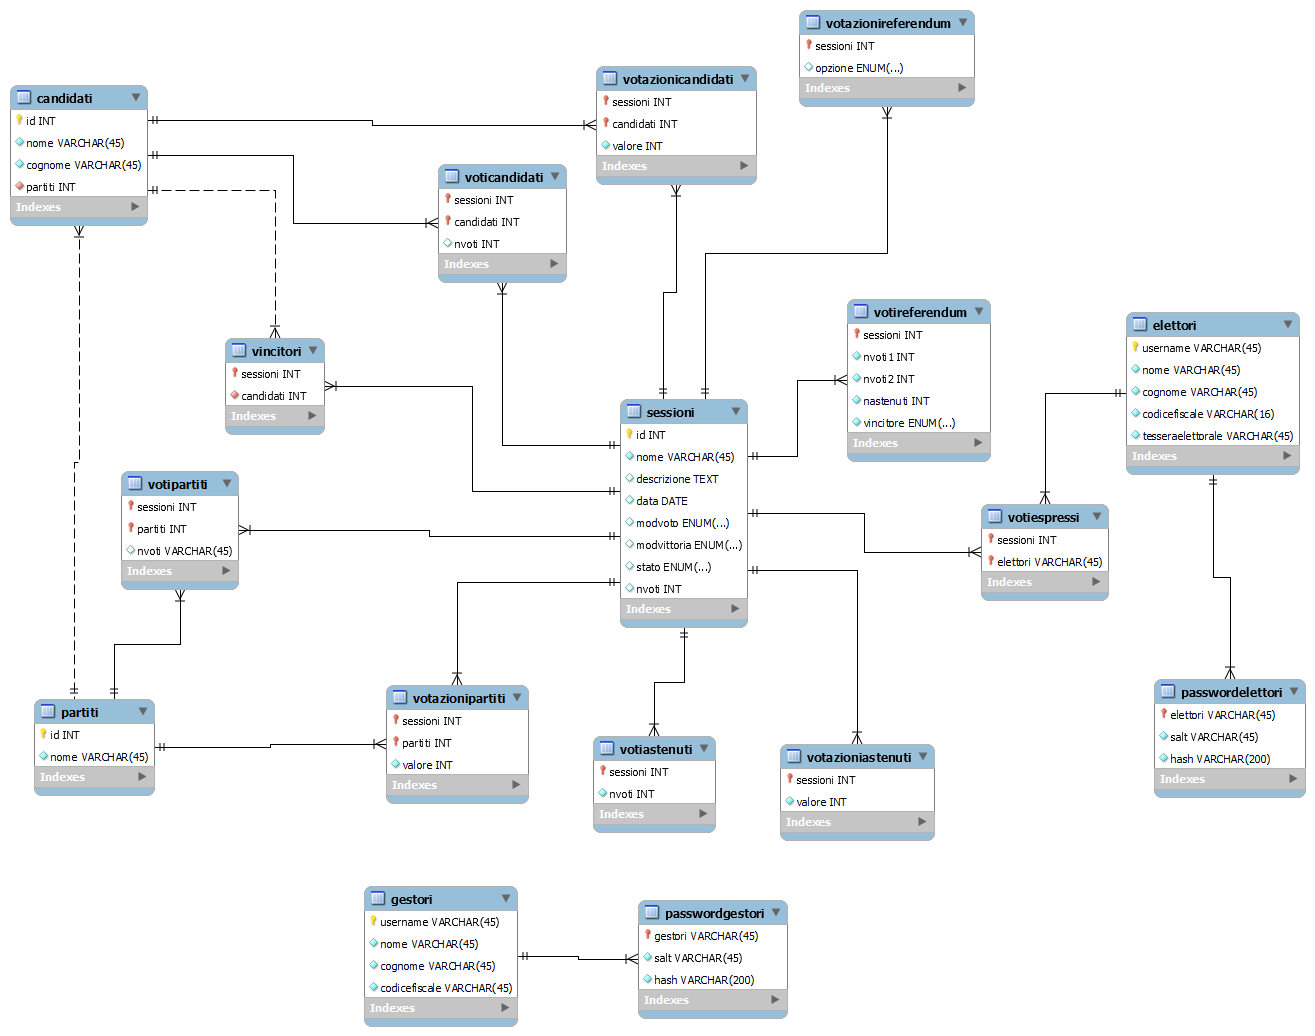 votazionireferendum
sessioni INT
opzione ENUM(...)
Indexes
votazionicandidati
sessioni INT
candidati INT
valore INT
Indexes
candidati
id INT
nome VARCHAR(45)
cognome VARCHAR(45)
partiti INT
Indexes
voticandidati
sessioni INT
candidati INT
nvoti INT
Indexes
votireferendum
sessioni INT
nvoti1 INT
nvoti2 INT
nastenuti INT
vincitore ENUM(...)
Indexes
elettori
username VARCHAR(45)
nome VARCHAR(45)
cognome VARCHAR(45)
codicefiscale VARCHAR(16)
tesseraelettorale VARCHAR(45)
Indexes
vincitori
sessioni INT
candidati INT
Indexes
sessioni
id INT
nome VARCHAR(45)
descrizione TEXT
data DATE
modvoto ENUM(...)
modvittoria ENUM(...)
stato ENUM(...)
nvoti INT
Indexes
votipartiti
sessioni INT
partiti INT
nvoti VARCHAR(45)
Indexes
votiespressi
sessioni INT
elettori VARCHAR(45)
Indexes
partiti
id INT
nome VARCHAR(45)
Indexes
votazionipartiti
sessioni INT
partiti INT
valore INT
Indexes
votiastenuti
sessioni INT
nvoti INT
Indexes
votazioniastenuti
sessioni INT
valore INT
Indexes
passwordelettori
elettori VARCHAR(45)
salt VARCHAR(45)
hash VARCHAR(200)
Indexes
gestori
username VARCHAR(45)
nome VARCHAR(45)
cognome VARCHAR(45)
codicefiscale VARCHAR(45)
Indexes
passwordgestori
gestori VARCHAR(45)
salt VARCHAR(45)
hash VARCHAR(200)
Indexes